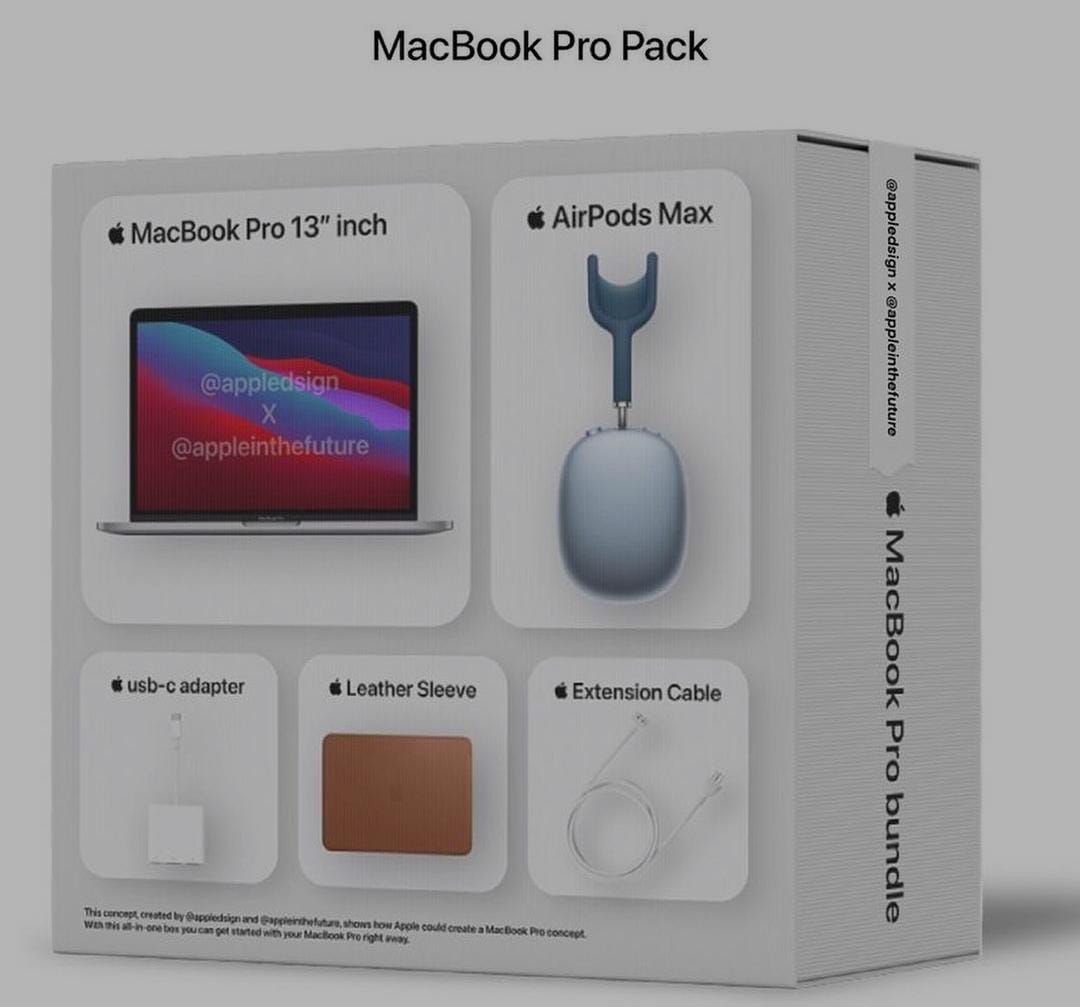 MacBook Pro Pack
MacBook Pro 13” inch
AirPods Max
@appledsign
X
@appleinthefuture
usb-c adapter
Leather Sleeve
Extension Cable
This concept, created by @appledsign and @appleinthefuture, shows how Apple could create a MacBook Pro concept.
With this all-in-one box you can get started with your MacBook Pro right away.
@appledsign x @appleinthefuture
MacBook Pro bundle